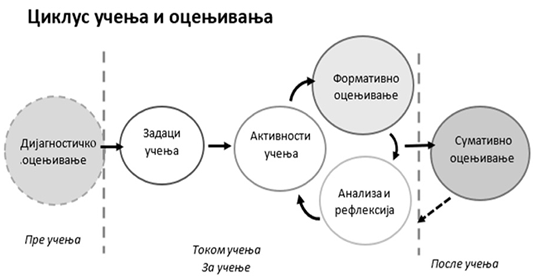 Циклус учења и оцењивања
Дијагностичко
.оцењивање
Задаци
учења
Активности
учења
Формативно
оцењивање
Анализа и
рефлексија
Сумативно
оцењивање
Пре учења
Током учења
За учење
После учења